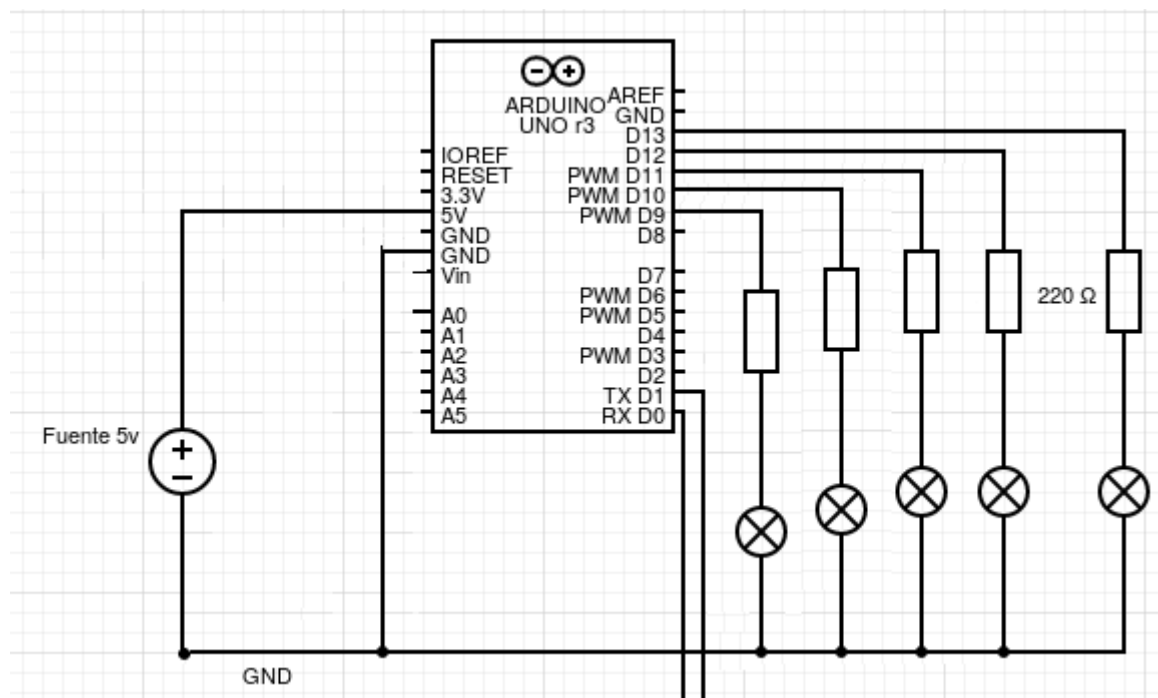 ARDUINO
UNO r3
IOREF
RESET
3.3V
5V
GND
GND
Vin
A0
A1
A2
A3
A4
A5
AREF
GND
D13
D12
PWM D11
PWM D10
PWM D9
D8
D7
PWM D6
PWM D5
D4
PWM D3
D2
TX D1
RX D0
220 Ω
Fuente 5v
GND